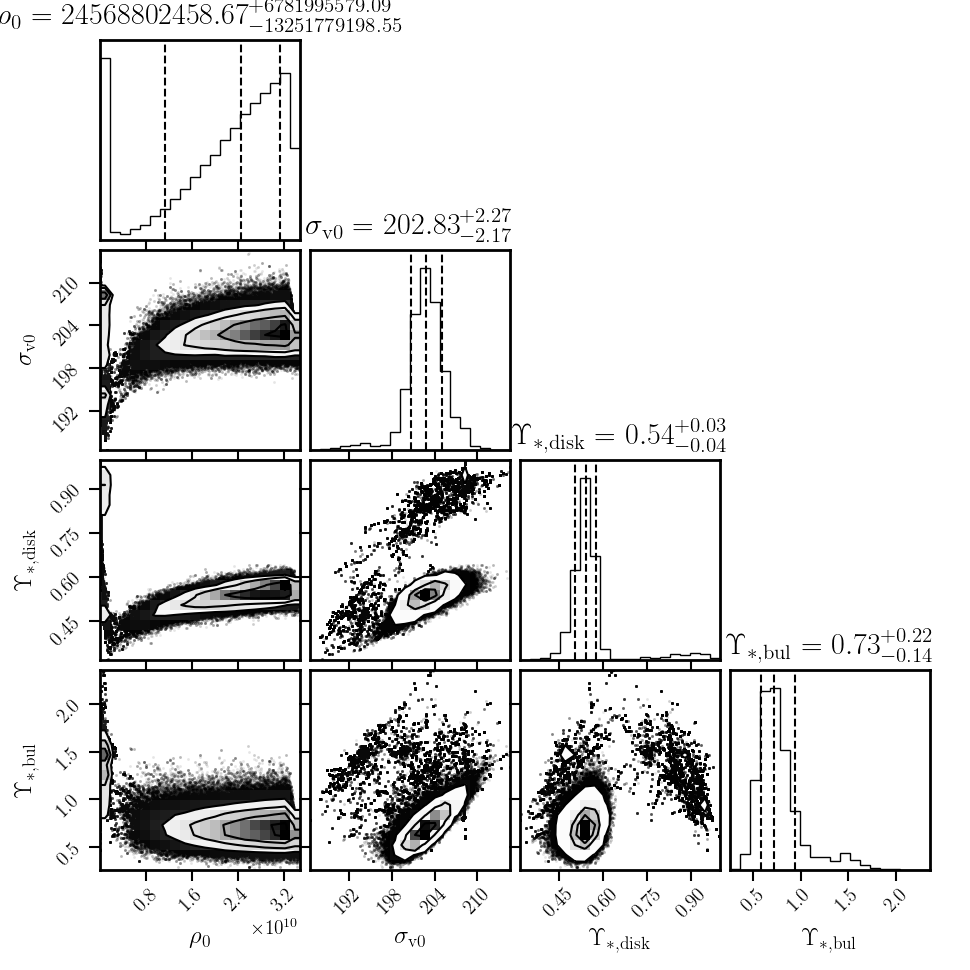 ρ₀ = 24568802458.67 +6781995579.09 −13251779198.55
σᵥ₀ = 202.83 +2.27 −2.17
210
204
198
192
σᵥ₀
ϒ∗,disk = 0.54 +0.03 −0.04
0.90
0.75
0.60
0.45
ϒ∗,disk
ϒ∗,bul = 0.73 +0.22 −0.14
2.0
1.5
1.0
0.5
ϒ∗,bul
0.8 1.6 2.4 3.2
192 198 204 210
0.45 0.60 0.75 0.90
0.5 1.0 1.5 2.0
×10¹⁰
ρ₀ σᵥ₀ ϒ∗,disk ϒ∗,bul